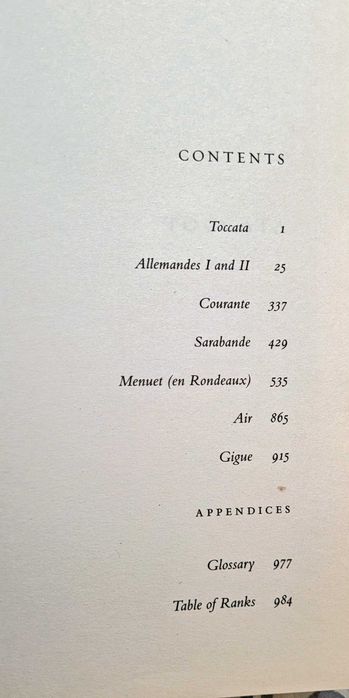 CONTENTS
Toccata 1
Allemandes I and II 25
Courante 337
Sarabande 429
Menuet (en Rondeaux) 535
Air 865
Gigue 915
APPENDICES
Glossary 977
Table of Ranks 984